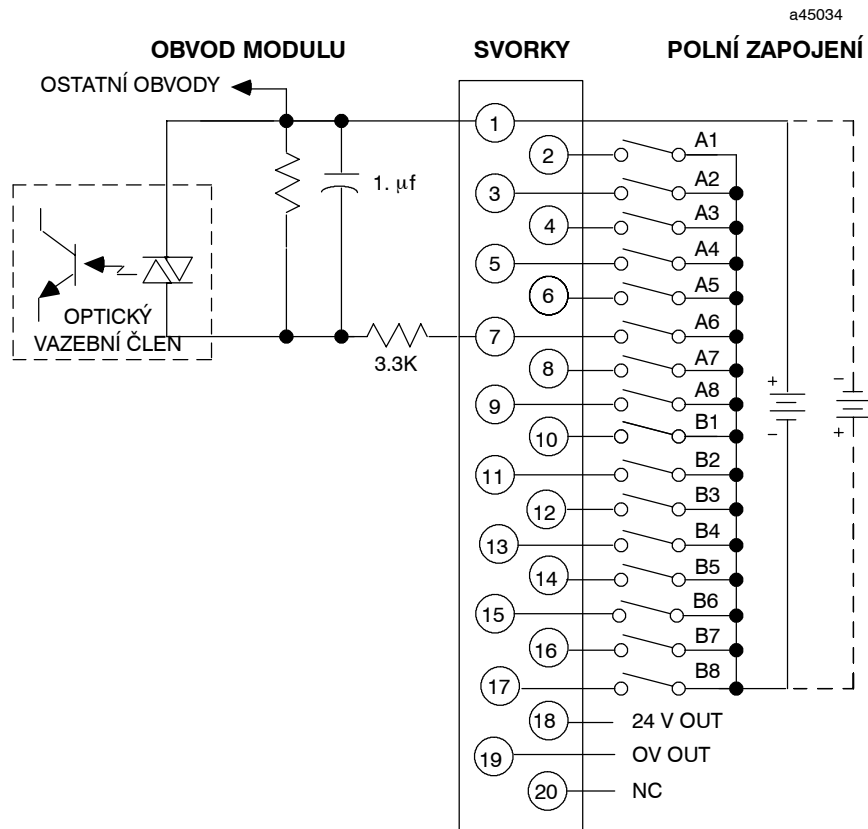 a45034
OBVOD MODULU SVORKY POLNÍ ZAPOJENÍ
OSTATNÍ OBVODY
1
2 A1
3 A2
1. μf
4 A3
5 A4
6 A5
OPTICKÝ
VAZEBNÍ ČLEN
7 A6
3.3K
8 A7
9 A8
+ −
− +
10 B1
11 B2
12 B3
13 B4
14 B5
15 B6
16 B7
17 B8
18 24 V OUT
19 OV OUT
20 NC